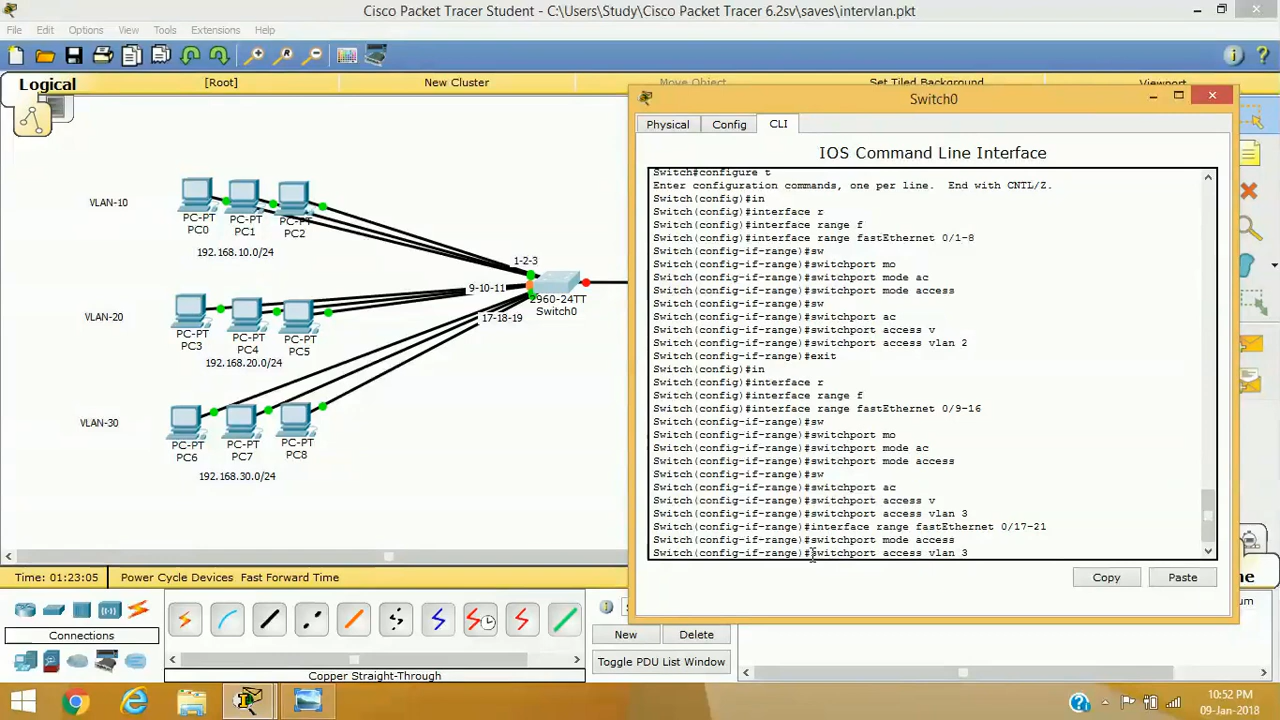 Cisco Packet Tracer Student - C:\Users\Study\Cisco Packet Tracer 6.2sv\saves\intervlan.pkt
File Edit Options View Tools Extensions Help
Logical [Root] New Cluster Move Object Set Tiled Background Viewport
VLAN-10
PC-PT
PC0
PC-PT
PC1
PC-PT
PC2
192.168.10.0/24
VLAN-20
PC-PT
PC3
PC-PT
PC4
PC-PT
PC5
192.168.20.0/24
VLAN-30
PC-PT
PC6
PC-PT
PC7
PC-PT
PC8
192.168.30.0/24
1-2-3
9-10-11
17-18-19
2960-24TT
Switch0
Switch0
Physical Config CLI
IOS Command Line Interface
Switch#configure t
Enter configuration commands, one per line. End with CNTL/Z.
Switch(config)#in
Switch(config)#interface r
Switch(config)#interface range f
Switch(config)#interface range fastEthernet 0/1-8
Switch(config-if-range)#sw
Switch(config-if-range)#switchport mo
Switch(config-if-range)#switchport mode ac
Switch(config-if-range)#switchport mode access
Switch(config-if-range)#sw
Switch(config-if-range)#switchport ac
Switch(config-if-range)#switchport access v
Switch(config-if-range)#switchport access vlan 2
Switch(config-if-range)#exit
Switch(config)#in
Switch(config)#interface r
Switch(config)#interface range f
Switch(config)#interface range fastEthernet 0/9-16
Switch(config-if-range)#sw
Switch(config-if-range)#switchport mo
Switch(config-if-range)#switchport mode ac
Switch(config-if-range)#switchport mode access
Switch(config-if-range)#sw
Switch(config-if-range)#switchport ac
Switch(config-if-range)#switchport access v
Switch(config-if-range)#switchport access vlan 3
Switch(config-if-range)#interface range fastEthernet 0/17-21
Switch(config-if-range)#switchport mode access
Switch(config-if-range)#switchport access vlan 3
Copy Paste
Time: 01:23:05 Power Cycle Devices Fast Forward Time
Connections
Copper Straight-Through
New Delete
Toggle PDU List Window
10:52 PM
09-Jan-2018